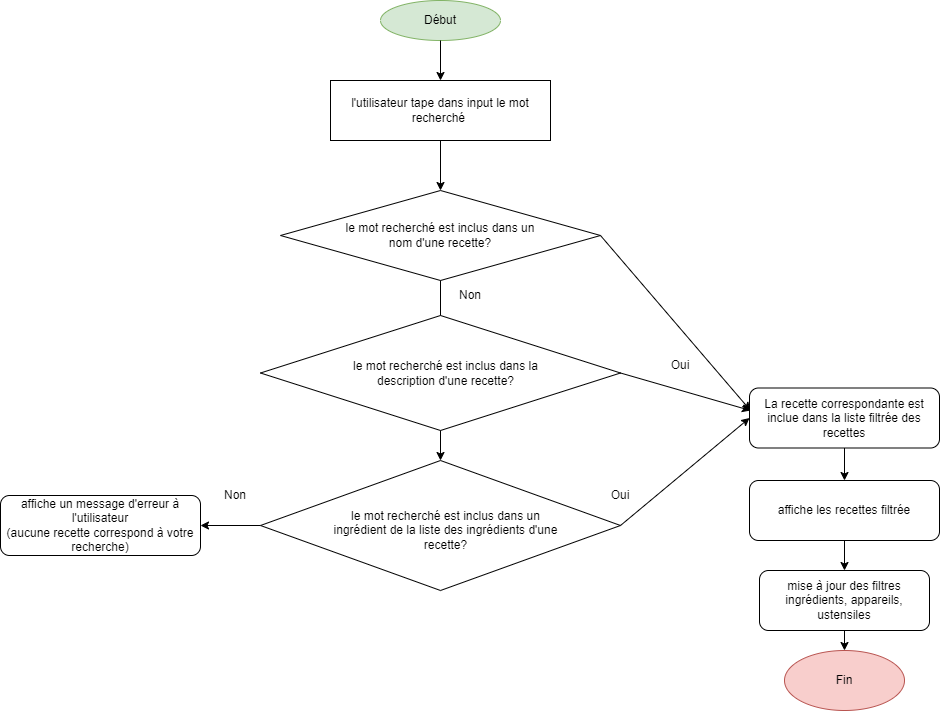 Début
l'utilisateur tape dans input le mot
recherché
le mot recherché est inclus dans un
nom d'une recette?
Non
le mot recherché est inclus dans la
description d'une recette?
Oui
La recette correspondante est
inclue dans la liste filtrée des
recettes
le mot recherché est inclus dans un
ingrédient de la liste des ingrédients d'une
recette?
Non
Oui
affiche un message d'erreur à
l'utilisateur
(aucune recette correspond à votre
recherche)
affiche les recettes filtrée
mise à jour des filtres
ingrédients, appareils,
ustensiles
Fin